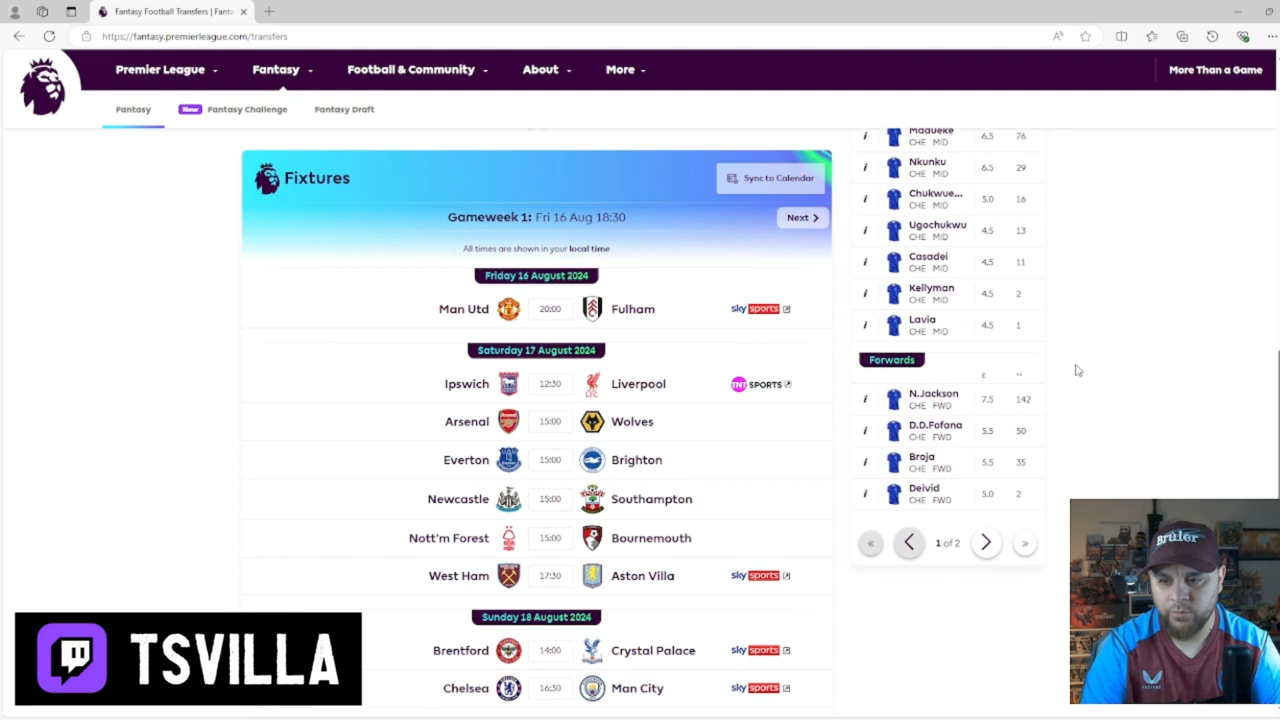 Fantasy Football Transfers | Fanta
https://fantasy.premierleague.com/transfers
Premier League
Fantasy
Football & Community
About
More
More Than a Game
Fantasy
New
Fantasy Challenge
Fantasy Draft
Fixtures
Sync to Calendar
Gameweek 1: Fri 16 Aug 18:30
Next
All times are shown in your local time
Friday 16 August 2024
Man Utd 20:00 Fulham sky sports
Saturday 17 August 2024
Ipswich 12:30 Liverpool TNT SPORTS
Arsenal 15:00 Wolves
Everton 15:00 Brighton
Newcastle 15:00 Southampton
Nott'm Forest 15:00 Bournemouth
West Ham 17:30 Aston Villa sky sports
Sunday 18 August 2024
Brentford 14:00 Crystal Palace sky sports
Chelsea 16:30 Man City sky sports
Madueke 6.5 76
CHE MID
Nkunku 6.5 29
CHE MID
Chukwue... 5.0 16
CHE MID
Ugochukwu 4.5 13
CHE MID
Casadei 4.5 11
CHE MID
Kellyman 4.5 2
CHE MID
Lavia 4.5 1
CHE MID
Forwards
£ **
N.Jackson 7.5 142
CHE FWD
D.D.Fofana 5.5 50
CHE FWD
Broja 5.5 35
CHE FWD
Deivid 5.0 2
CHE FWD
1 of 2
TSVILLA
Brüler